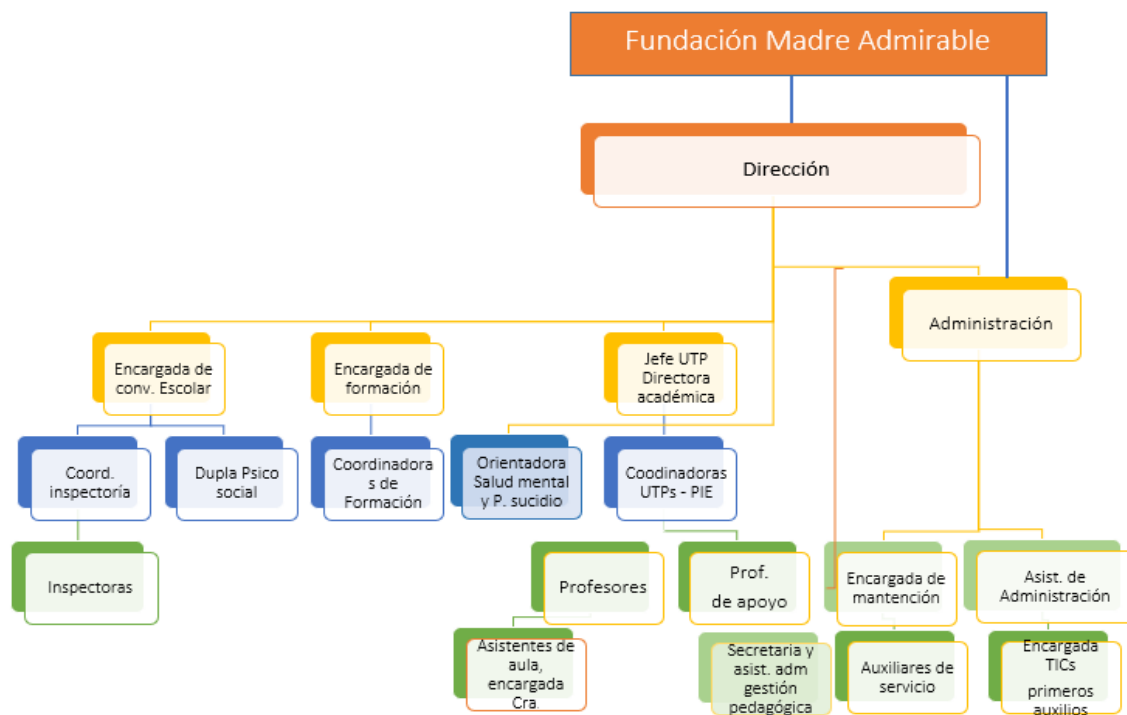 Fundación Madre Admirable
Dirección
Administración
Encargada de
conv. Escolar
Encargada de
formación
Jefe UTP
Directora
académica
Coord.
inspectoría
Dupla Psico
social
Coordinadora
s de
Formación
Orientadora
Salud mental
y P. sucidio
Coodinadoras
UTPs - PIE
Inspectoras
Profesores
Prof.
de apoyo
Encargada de
mantención
Asist. de
Administración
Asistentes de
aula,
encargada
Cra.
Secretaria y
asist. adm
gestión
pedagógica
Auxiliares de
servicio
Encargada
TICs
primeros
auxilios